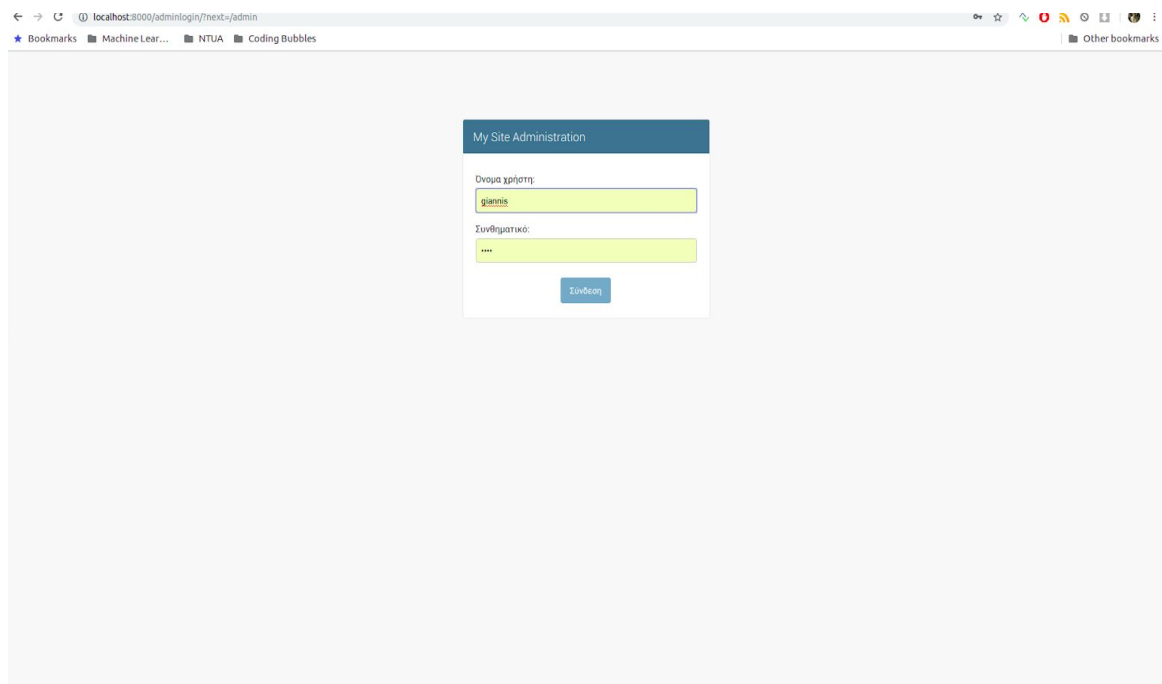 localhost:8000/adminlogin/?next=/admin
Bookmarks Machine Lear... NTUA Coding Bubbles Other bookmarks
My Site Administration
Όνομα χρήστη:
giannis
Συνθηματικό:
••••
Σύνδεση